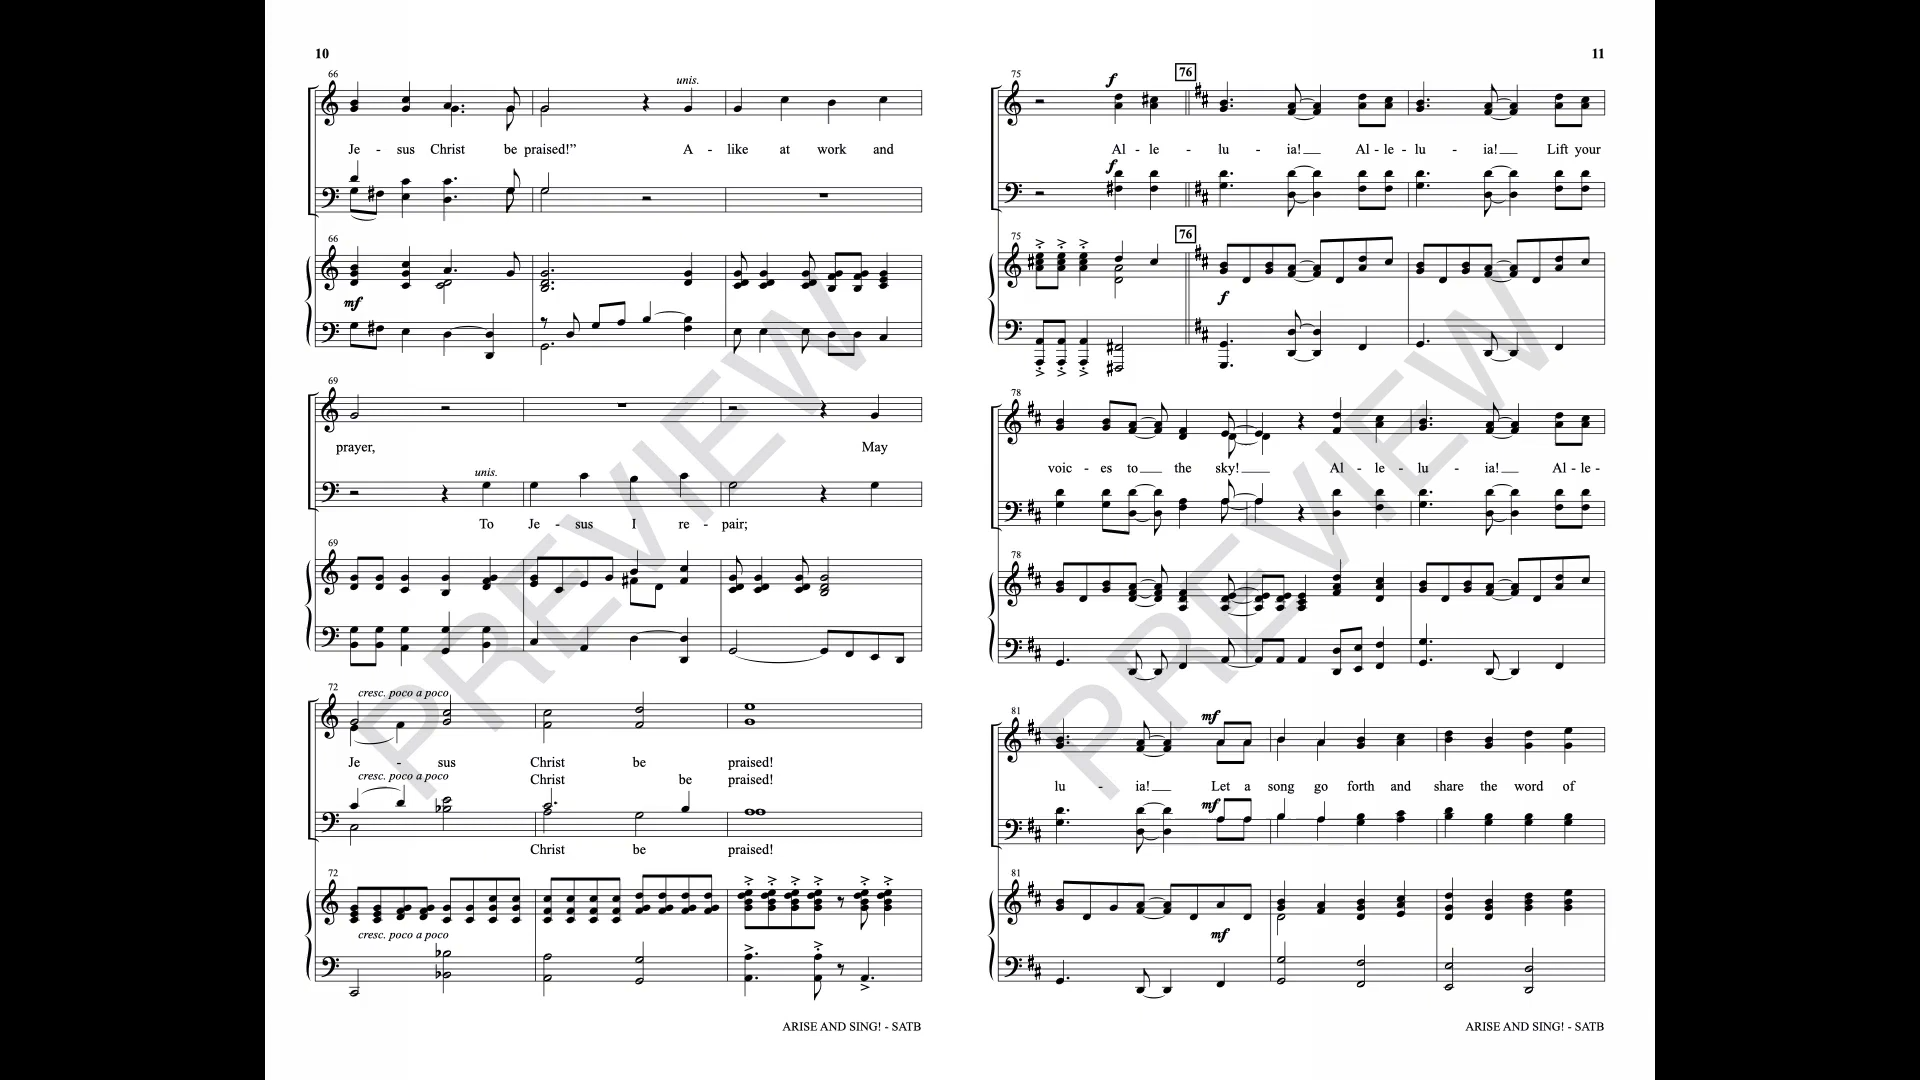 10
66
unis.
Je - sus Christ be praised!” A - like at work and
66
mf
69
prayer, May
unis.
To Je - sus I re - pair;
69
72
cresc. poco a poco
Je - sus Christ be praised!
cresc. poco a poco
Christ be praised!
Christ be praised!
72
cresc. poco a poco
ARISE AND SING! - SATB
11
75
f
76
Al - le - lu - ia! Al - le - lu - ia! Lift your
f
75
76
f
78
voic - es to the sky! Al - le - lu - ia! Al - le -
78
81
mf
lu - ia! Let a song go forth and share the word of
mf
81
mf
ARISE AND SING! - SATB
PREVIEW
PREVIEW